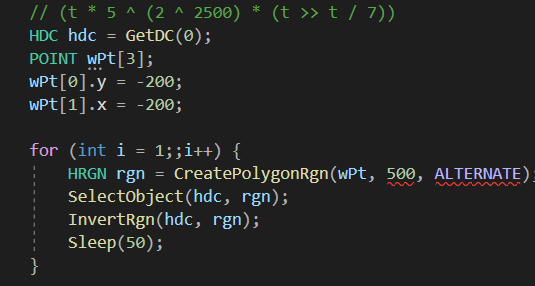 // (t * 5 ^ (2 ^ 2500) * (t >> t / 7))
HDC hdc = GetDC(0);
POINT wPt[3];
wPt[0].y = -200;
wPt[1].x = -200;
for (int i = 1;;i++) {
HRGN rgn = CreatePolygonRgn(wPt, 500, ALTERNATE);
SelectObject(hdc, rgn);
InvertRgn(hdc, rgn);
Sleep(50);
}